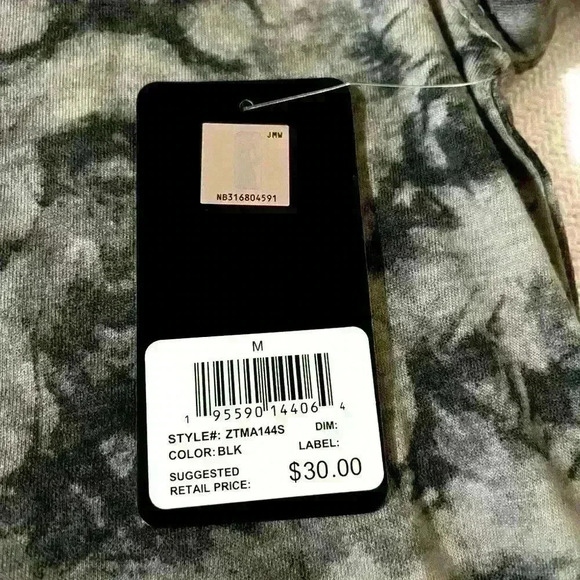 JMW
NB316804591
M
1 95590 14406 4
STYLE#: ZTMA144S DIM:
COLOR: BLK LABEL:
SUGGESTED
RETAIL PRICE: $30.00